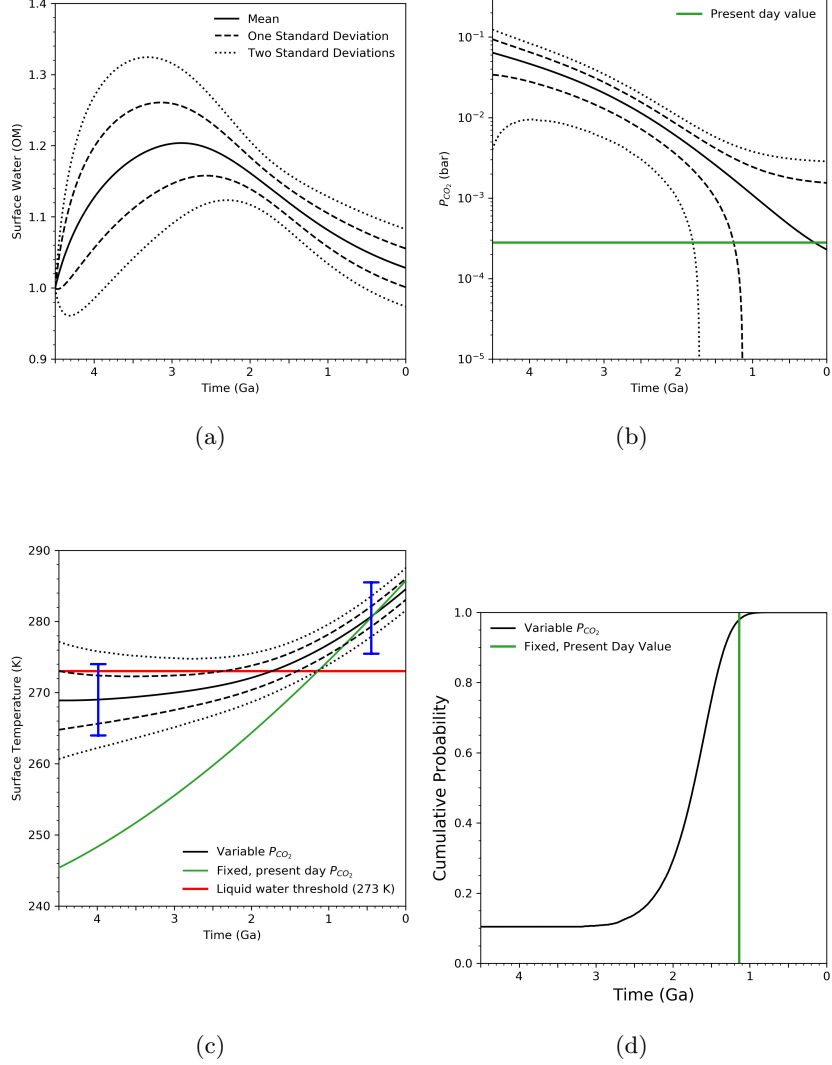 1.4
1.3
1.2
1.1
1.0
0.9
Surface Water (OM)
Mean
One Standard Deviation
Two Standard Deviations
4 3 2 1 0
Time (Ga)
(a)
Present day value
10⁻¹
10⁻²
10⁻³
10⁻⁴
10⁻⁵
P_CO₂ (bar)
4 3 2 1 0
Time (Ga)
(b)
290
280
270
260
250
240
Surface Temperature (K)
Variable P_CO₂
Fixed, present day P_CO₂
Liquid water threshold (273 K)
4 3 2 1 0
Time (Ga)
(c)
1.0
0.8
0.6
0.4
0.2
0.0
Cumulative Probability
Variable P_CO₂
Fixed, Present Day Value
4 3 2 1 0
Time (Ga)
(d)